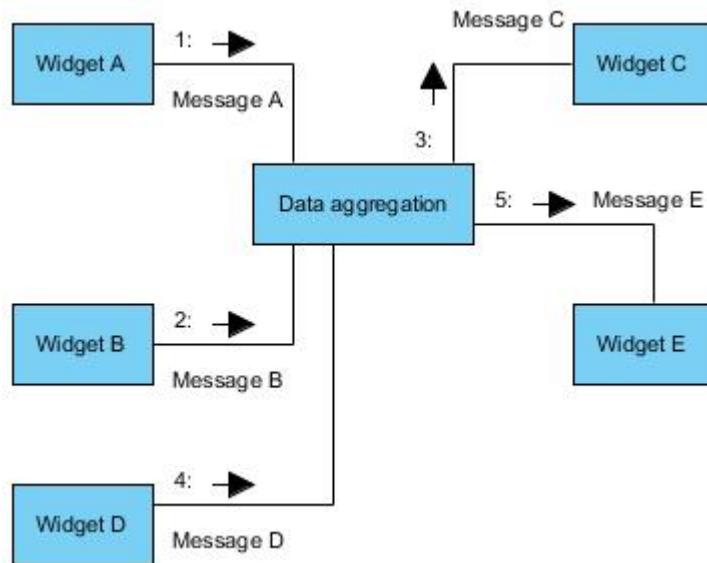 Message C
1:
Widget A
Widget C
Message A
3:
Data aggregation
5:
Message E
2:
Widget B
Widget E
Message B
4:
Widget D
Message D